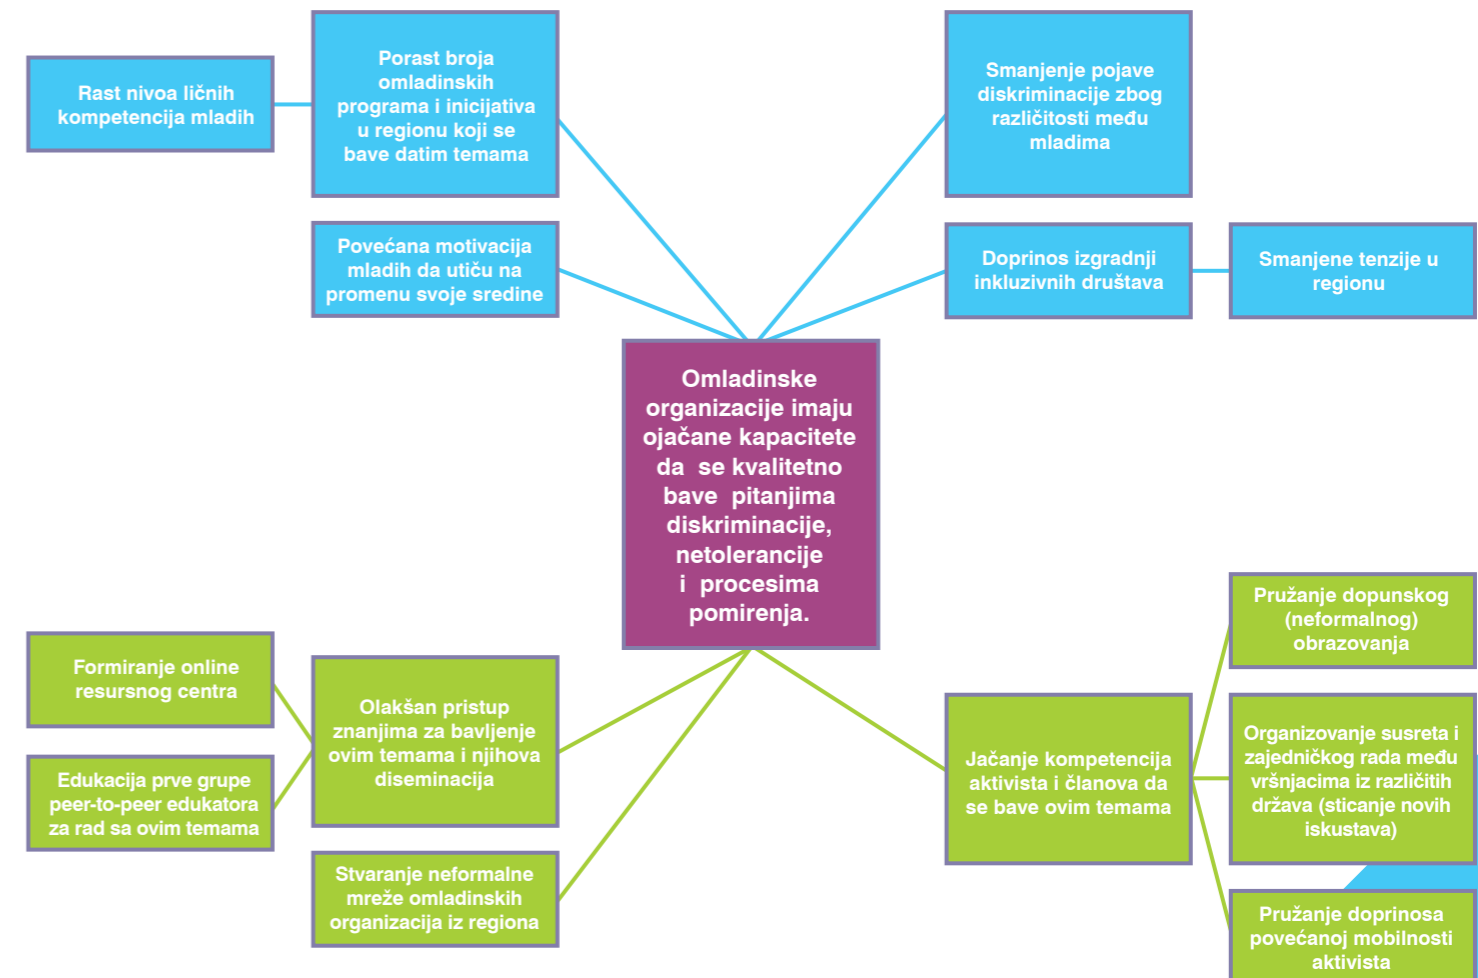 Rast nivoa ličnih
kompetencija mladih
Porast broja
omladinskih
programa i inicijativa
u regionu koji se
bave datim temama
Smanjenje pojave
diskriminacije zbog
različitosti među
mladima
Povećana motivacija
mladih da utiču na
promenu svoje sredine
Doprinos izgradnji
inkluzivnih društava
Smanjene tenzije u
regionu
Omladinske
organizacije imaju
ojačane kapacitete
da se kvalitetno
bave pitanjima
diskriminacije,
netolerancije
i procesima
pomirenja.
Formiranje online
resursnog centra
Edukacija prve grupe
peer-to-peer edukatora
za rad sa ovim temama
Olakšan pristup
znanjima za bavljenje
ovim temama i njihova
diseminacija
Stvaranje neformalne
mreže omladinskih
organizacija iz regiona
Jačanje kompetencija
aktivista i članova da
se bave ovim temama
Pružanje dopunskog
(neformalnog)
obrazovanja
Organizovanje susreta i
zajedničkog rada među
vršnjacima iz različitih
država (sticanje novih
iskustava)
Pružanje doprinosa
povećanoj mobilnosti
aktivista